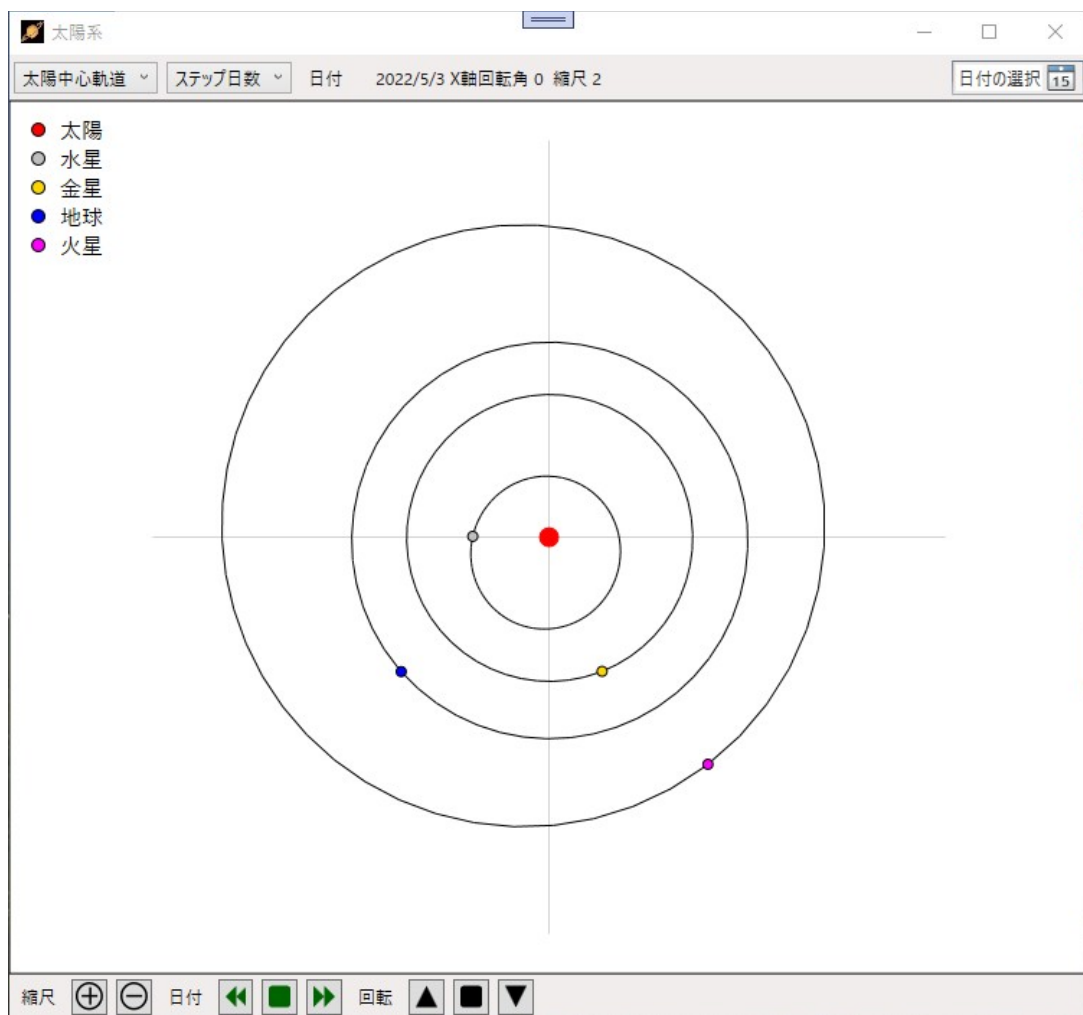 太陽系
太陽中心軌道 ステップ日数 日付 2022/5/3 X軸回転角 0 縮尺 2 日付の選択 15
太陽
水星
金星
地球
火星
縮尺 日付 回転